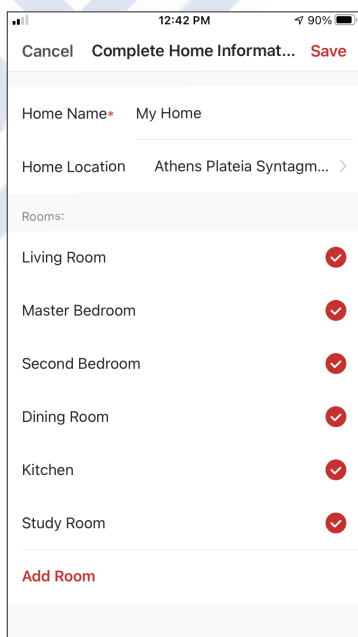 12:42 PM 90%
Cancel Complete Home Informat... Save
Home Name* My Home
Home Location Athens Plateia Syntagm...
Rooms:
Living Room
Master Bedroom
Second Bedroom
Dining Room
Kitchen
Study Room
Add Room